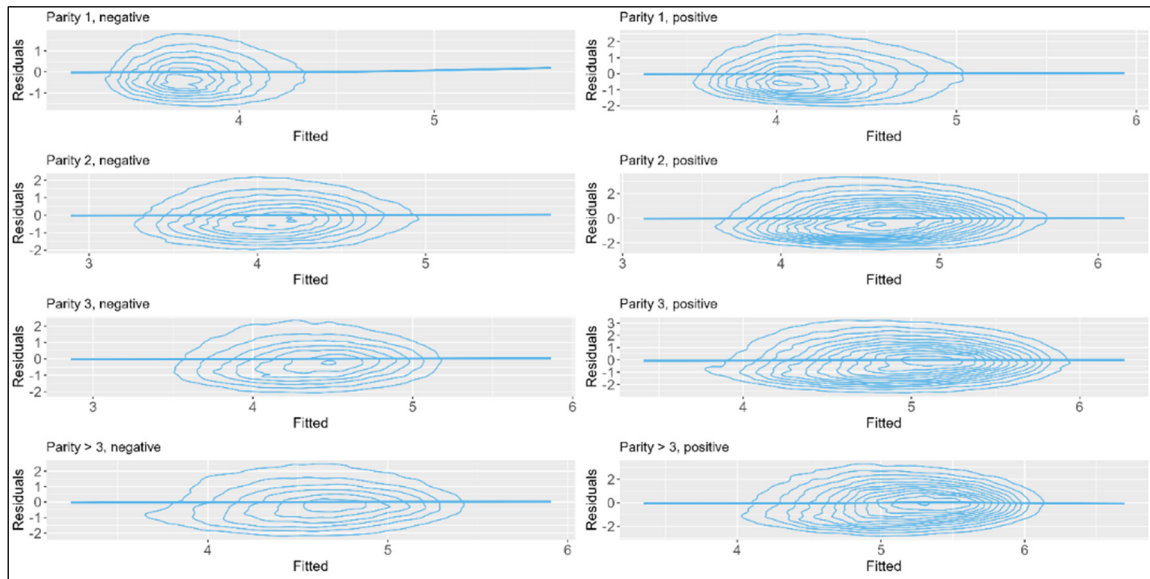 Parity 1, negative
Residuals
1
0
-1
4
5
Fitted
Parity 1, positive
Residuals
2
1
0
-1
-2
4
5
6
Fitted
Parity 2, negative
Residuals
2
1
0
-1
-2
3
4
5
Fitted
Parity 2, positive
Residuals
2
0
-2
3
4
5
6
Fitted
Parity 3, negative
Residuals
2
1
0
-1
-2
3
4
5
6
Fitted
Parity 3, positive
Residuals
3
2
1
0
-1
-2
4
5
6
Fitted
Parity > 3, negative
Residuals
2
1
0
-1
-2
4
5
6
Fitted
Parity > 3, positive
Residuals
2
0
-2
4
5
6
Fitted